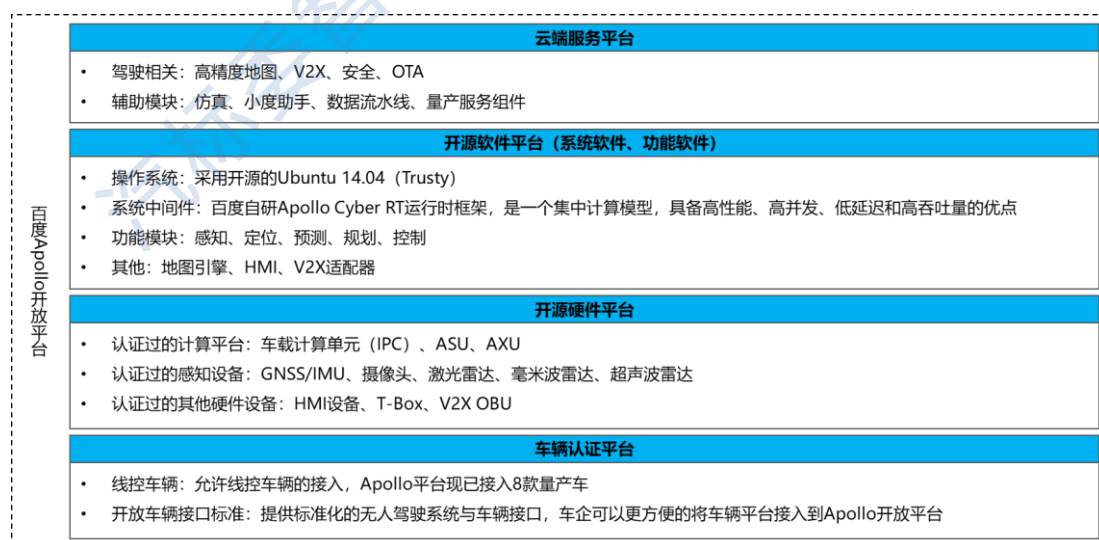 百度Apollo开放平台
云端服务平台
• 驾驶相关：高精度地图、V2X、安全、OTA
• 辅助模块：仿真、小度助手、数据流水线、量产服务组件
开源软件平台（系统软件、功能软件）
• 操作系统：采用开源的Ubuntu 14.04（Trusty）
• 系统中间件：百度自研Apollo Cyber RT运行时框架，是一个集中计算模型，具备高性能、高并发、低延迟和高吞吐量的优点
• 功能模块：感知、定位、预测、规划、控制
• 其他：地图引擎、HMI、V2X适配器
开源硬件平台
• 认证过的计算平台：车载计算单元（IPC）、ASU、AXU
• 认证过的感知设备：GNSS/IMU、摄像头、激光雷达、毫米波雷达、超声波雷达
• 认证过的其他硬件设备：HMI设备、T-Box、V2X OBU
车辆认证平台
• 线控车辆：允许线控车辆的接入，Apollo平台现已接入8款量产车
• 开放车辆接口标准：提供标准化的无人驾驶系统与车辆接口，车企可以更方便的将车辆平台接入到Apollo开放平台
汽标委智